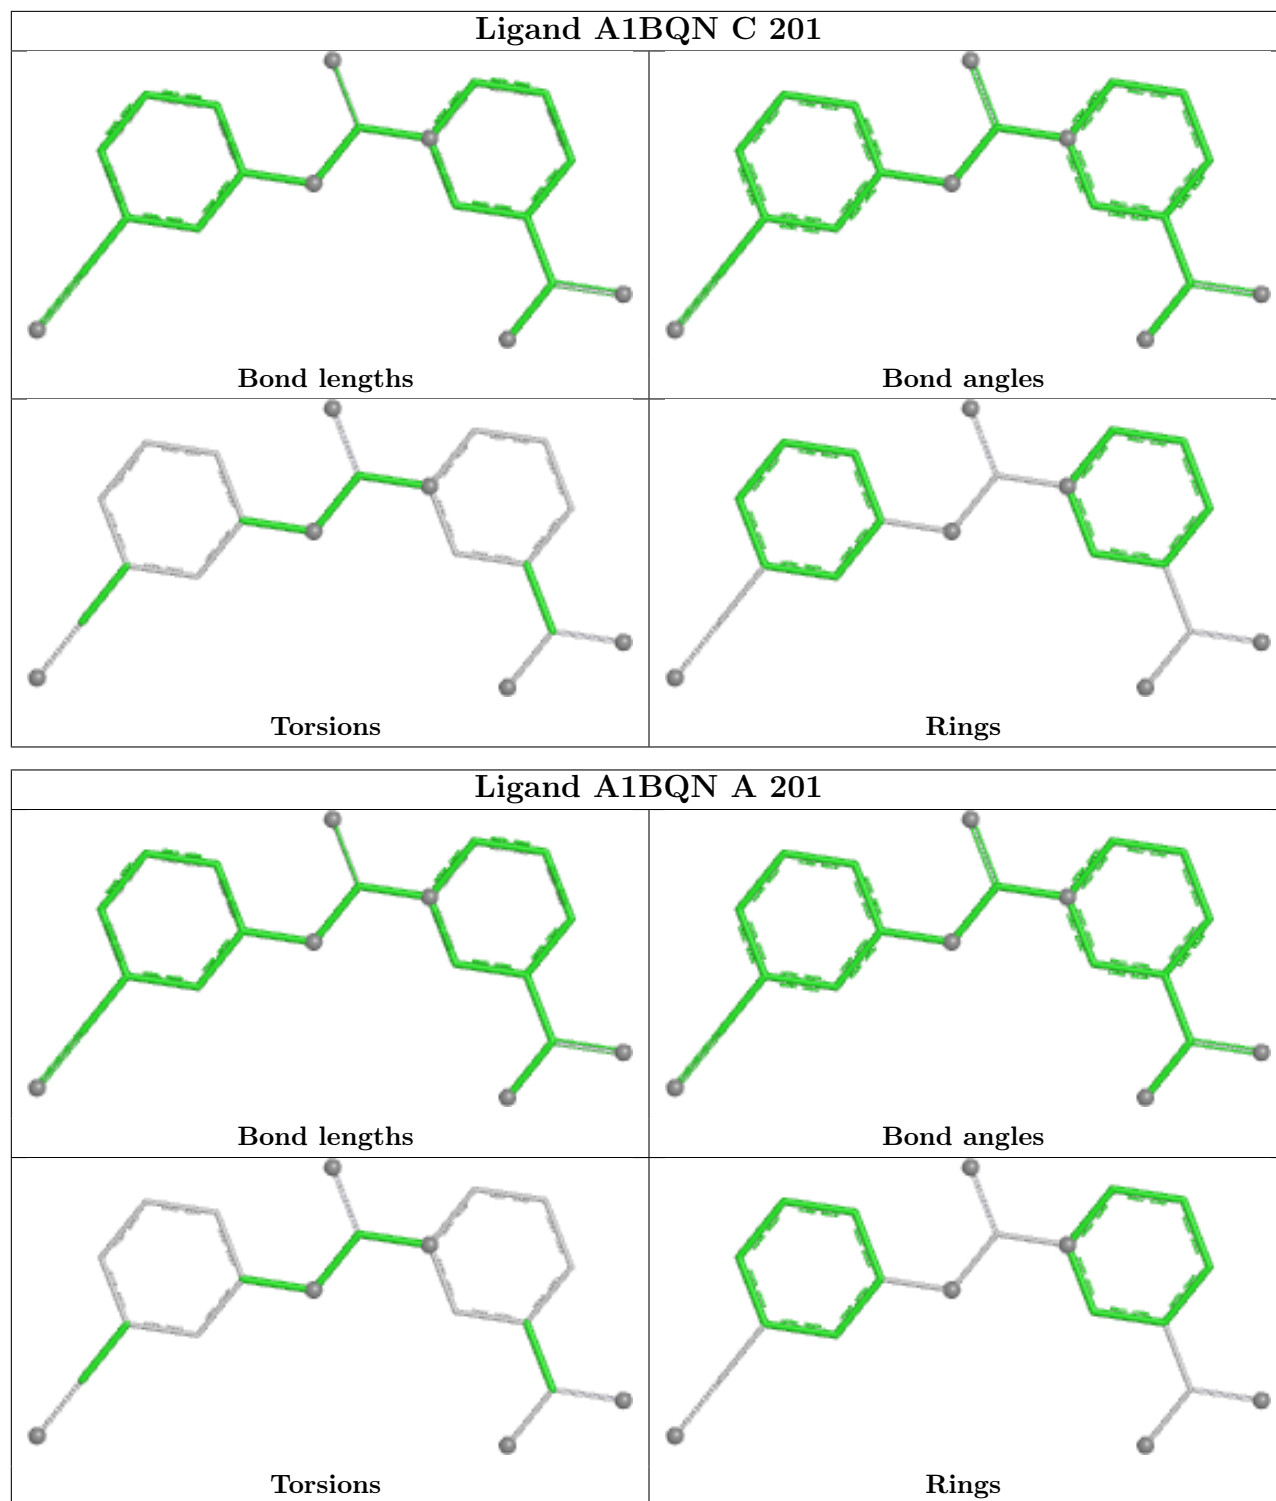 Ligand A1BQN C 201
Bond lengths
Bond angles
Torsions
Rings
Ligand A1BQN A 201
Bond lengths
Bond angles
Torsions
Rings